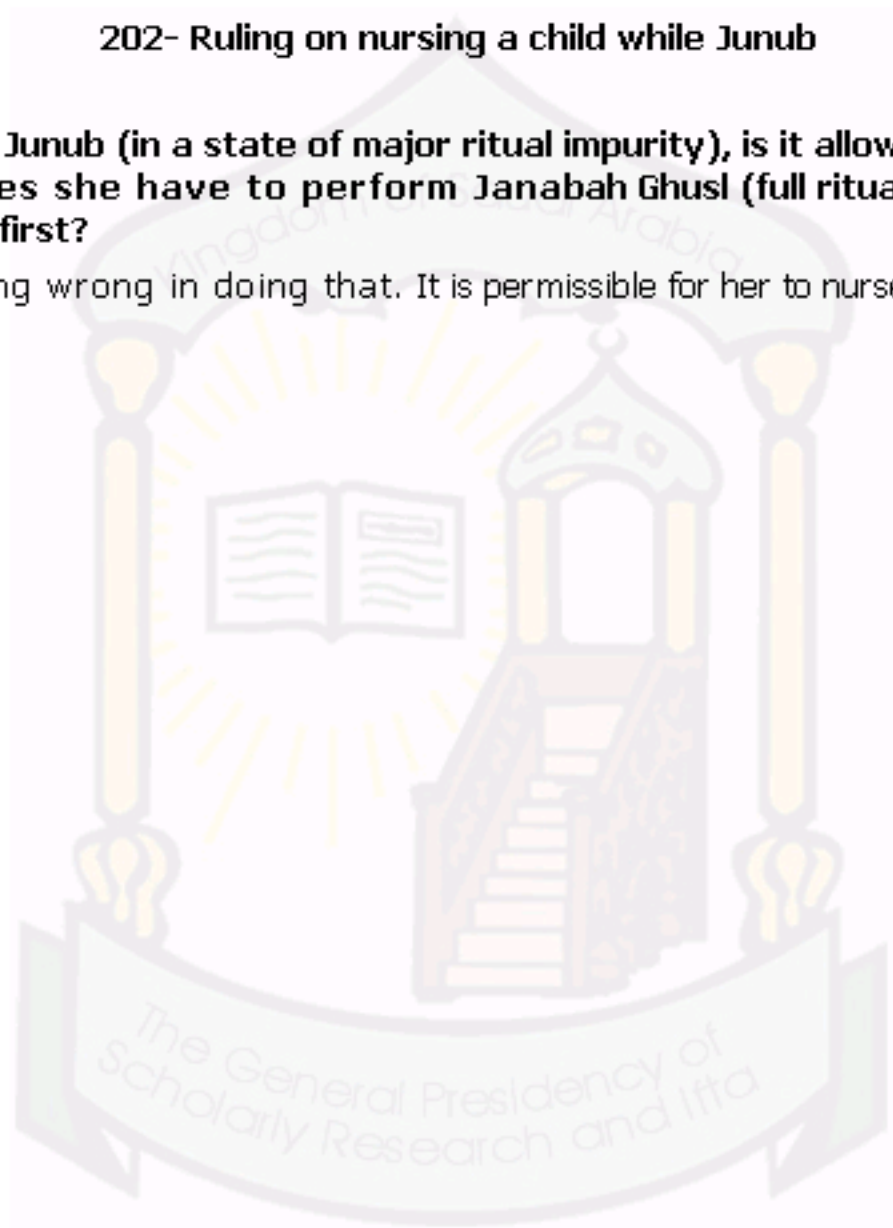 202- Ruling on nursing a child while Junub
Junub (in a state of major ritual impurity), is it allow
es she have to perform Janabah Ghusl (full ritua
first?
ng wrong in doing that. It is permissible for her to nurse
Kingdom of Saudi Arabia
The General Presidency of
Scholarly Research and Ifta